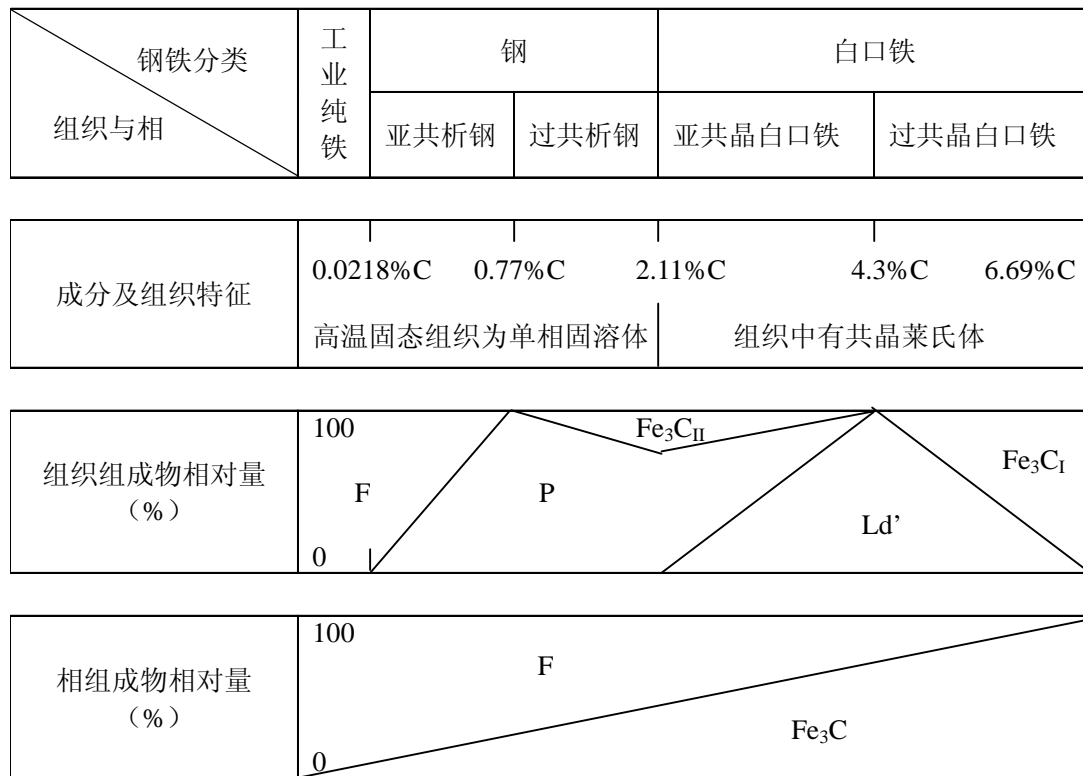 钢铁分类
组织与相
工业纯铁
钢
白口铁
亚共析钢
过共析钢
亚共晶白口铁
过共晶白口铁
成分及组织特征
0.0218%C
0.77%C
2.11%C
4.3%C
6.69%C
高温固态组织为单相固溶体
组织中有共晶莱氏体
组织组成物相对量
（%）
100
0
F
P
Fe₃C_II
Ld’
Fe₃C_I
相组成物相对量
（%）
100
0
F
Fe₃C